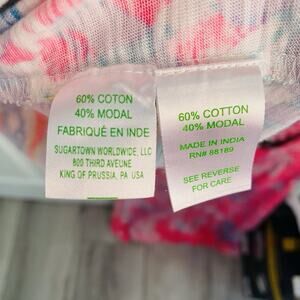 60% COTON
40% MODAL
FABRIQUÉ EN INDE
SUGARTOWN WORLDWIDE, LLC
800 THIRD AVEUNE
KING OF PRUSSIA, PA USA
60% COTTON
40% MODAL
MADE IN INDIA
RN# 88189
SEE REVERSE
FOR CARE